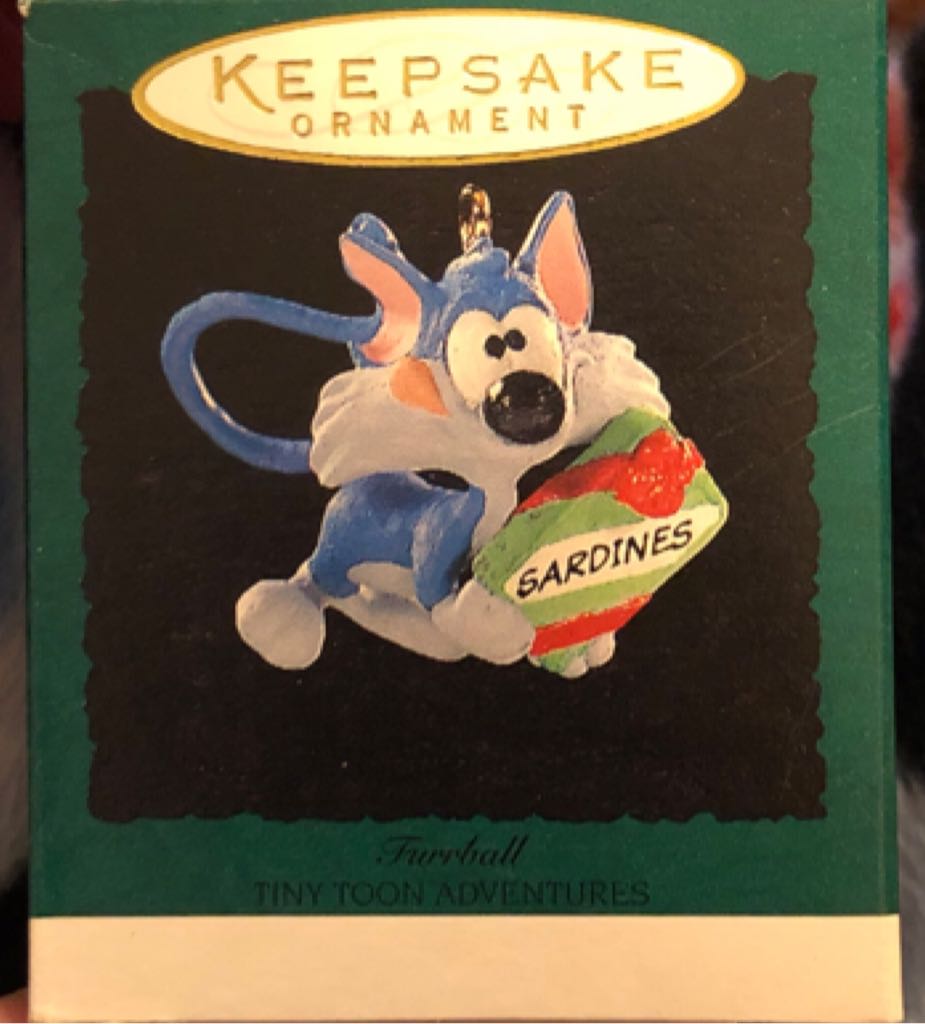 KEEPSAKE
ORNAMENT
SARDINES
Furrball
TINY TOON ADVENTURES